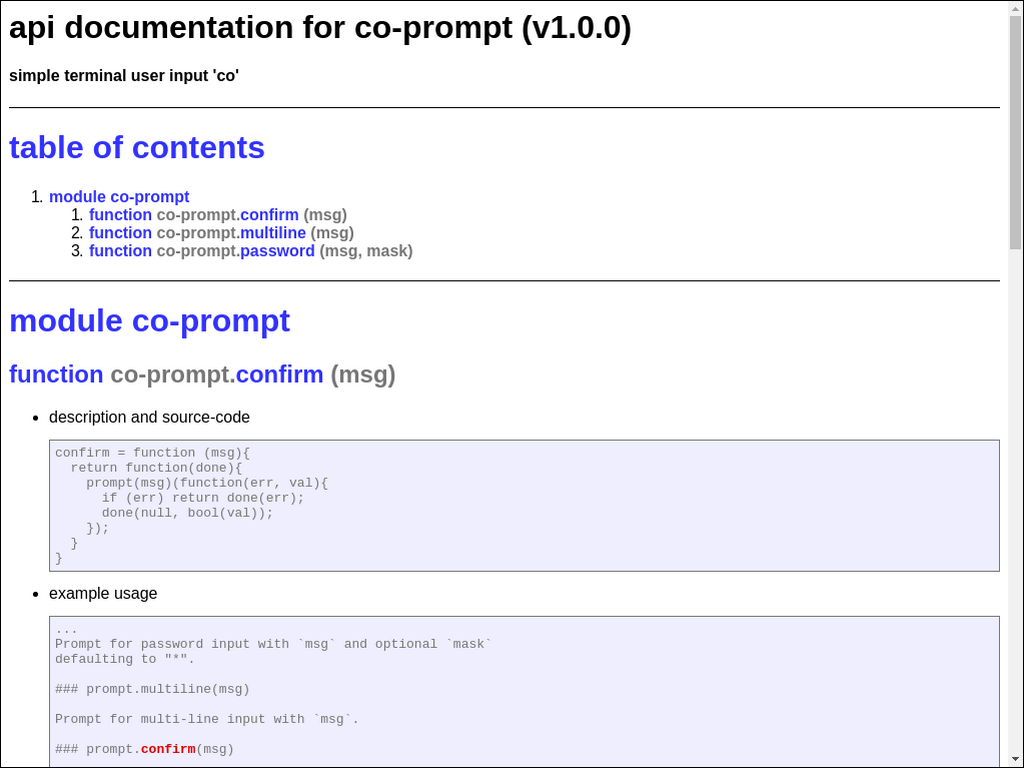 api documentation for co-prompt (v1.0.0)
simple terminal user input 'co'
table of contents
1. module co-prompt
1. function co-prompt.confirm (msg)
2. function co-prompt.multiline (msg)
3. function co-prompt.password (msg, mask)
module co-prompt
function co-prompt.confirm (msg)
• description and source-code
confirm = function (msg){
  return function(done){
    prompt(msg)(function(err, val){
      if (err) return done(err);
      done(null, bool(val));
    });
  }
}
• example usage
...
Prompt for password input with `msg` and optional `mask`
defaulting to "*".
### prompt.multiline(msg)
Prompt for multi-line input with `msg`.
### prompt.confirm(msg)